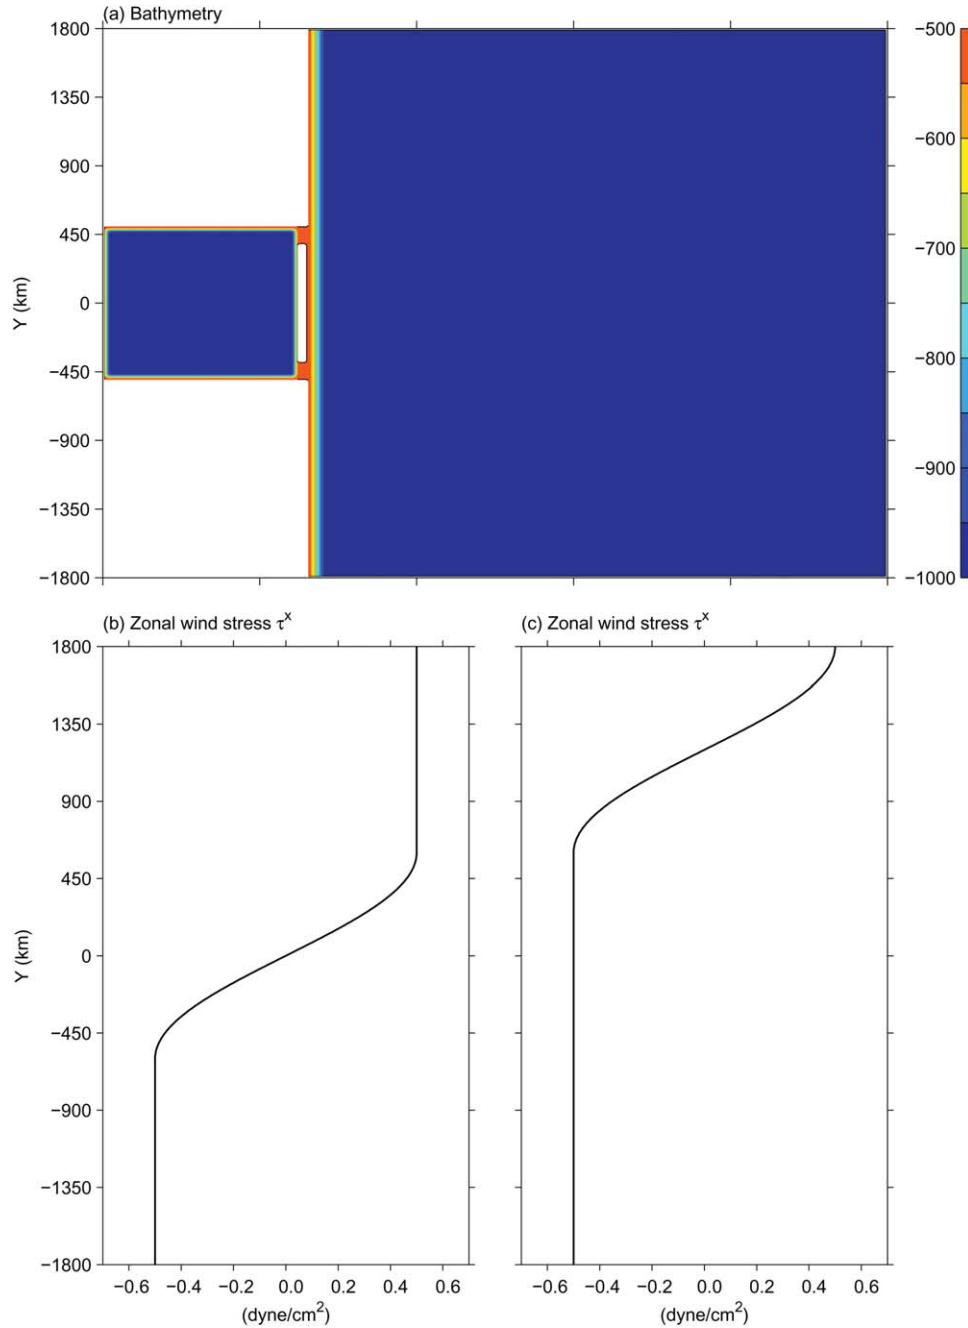 (a) Bathymetry
1800
1350
900
450
0
−450
−900
−1350
−1800
Y (km)
−500
−600
−700
−800
−900
−1000
(b) Zonal wind stress τx
1800
1350
900
450
0
−450
−900
−1350
−1800
Y (km)
−0.6 −0.4 −0.2 0.0 0.2 0.4 0.6
(dyne/cm2)
(c) Zonal wind stress τx
−0.6 −0.4 −0.2 0.0 0.2 0.4 0.6
(dyne/cm2)